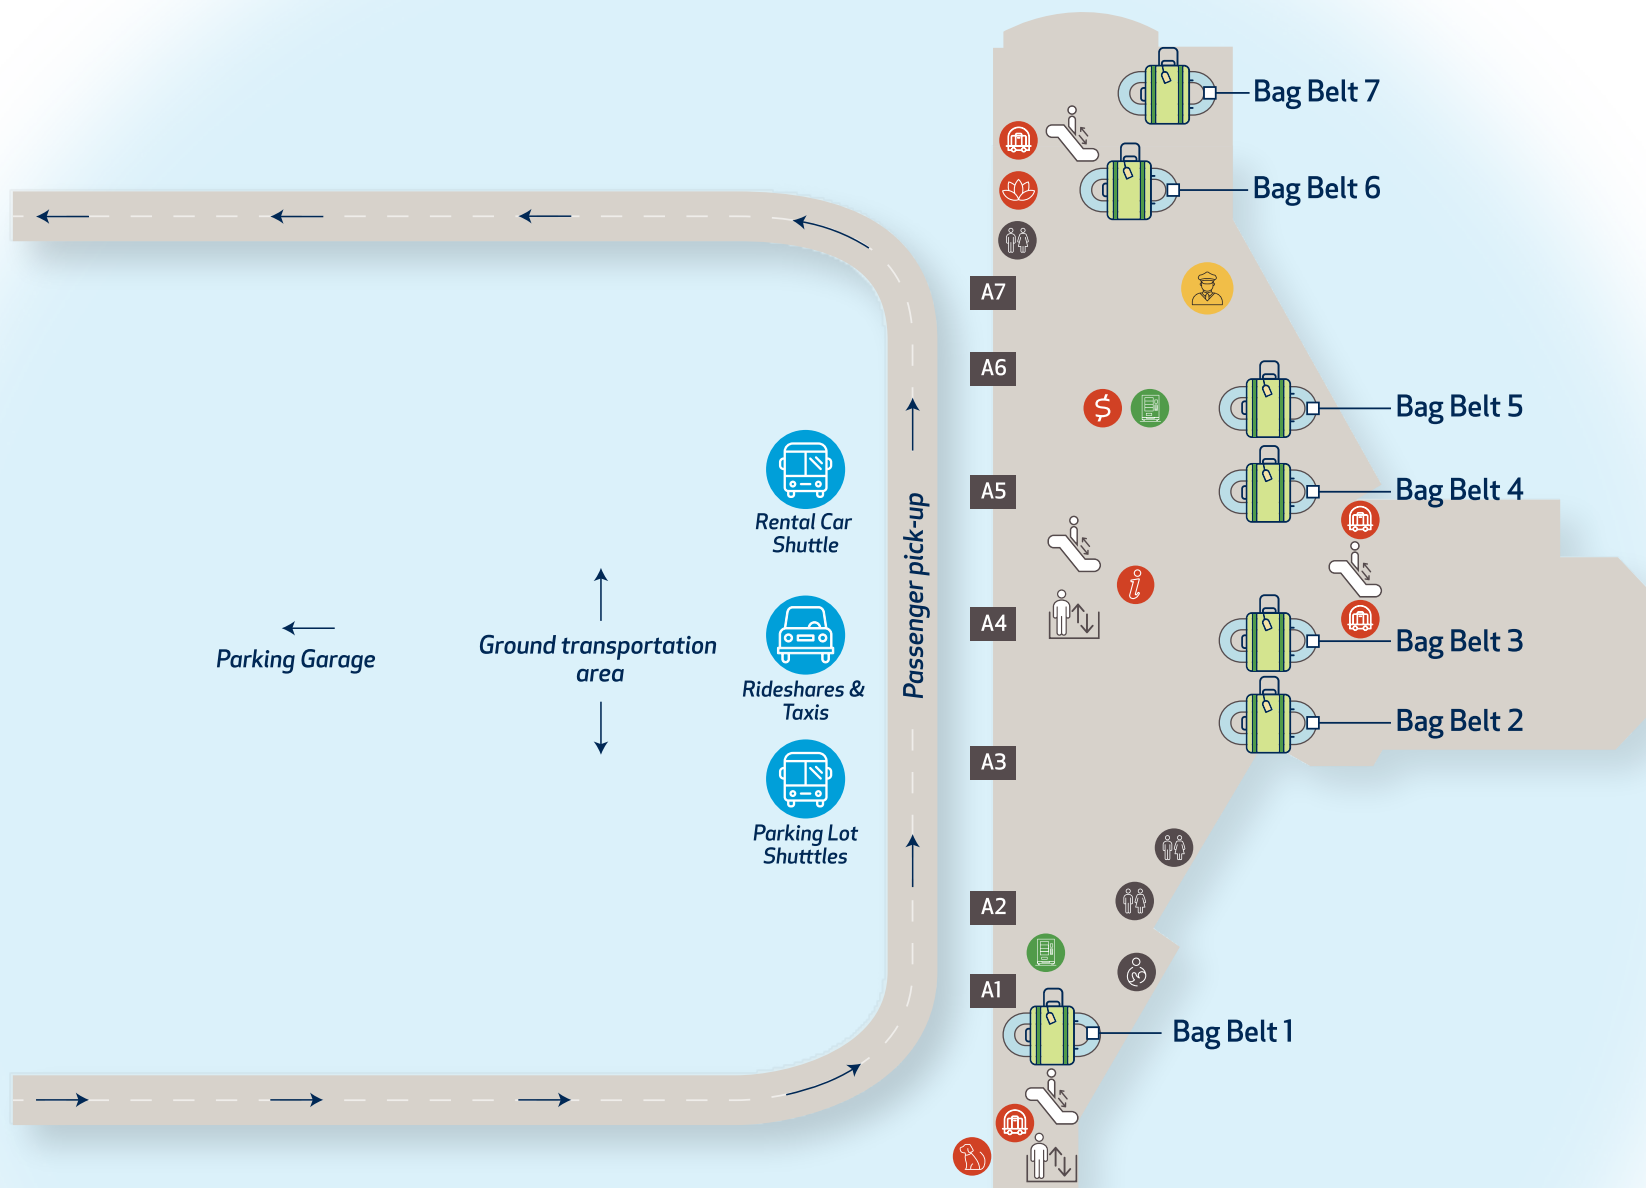 Bag Belt 7
Bag Belt 6
A7
A6
$
Bag Belt 5
A5
Bag Belt 4
Rental Car
Shuttle
Passenger pick-up
i
A4
Bag Belt 3
Parking Garage
Ground transportation
area
Rideshares &
Taxis
Bag Belt 2
A3
Parking Lot
Shutttles
A2
A1
Bag Belt 1